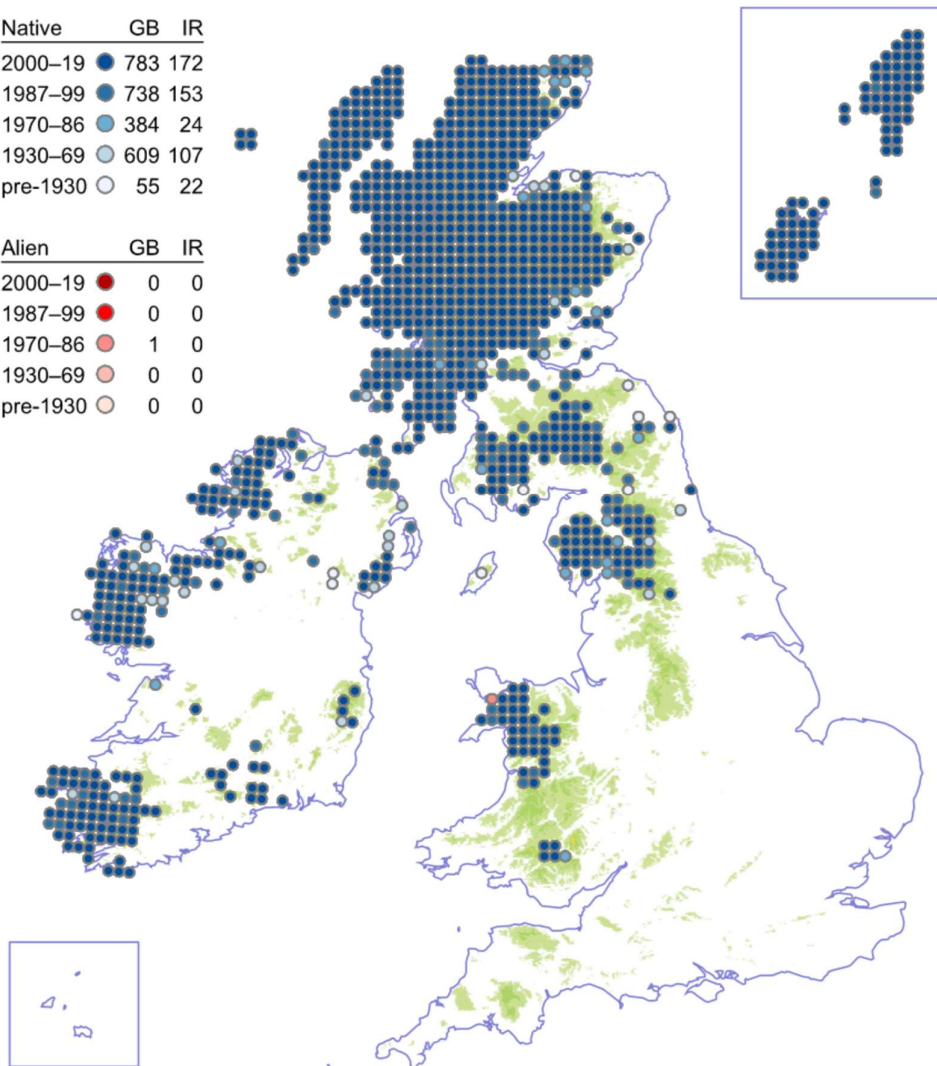 Native GB IR
2000–19 783 172
1987–99 738 153
1970–86 384 24
1930–69 609 107
pre-1930 55 22
Alien GB IR
2000–19 0 0
1987–99 0 0
1970–86 1 0
1930–69 0 0
pre-1930 0 0